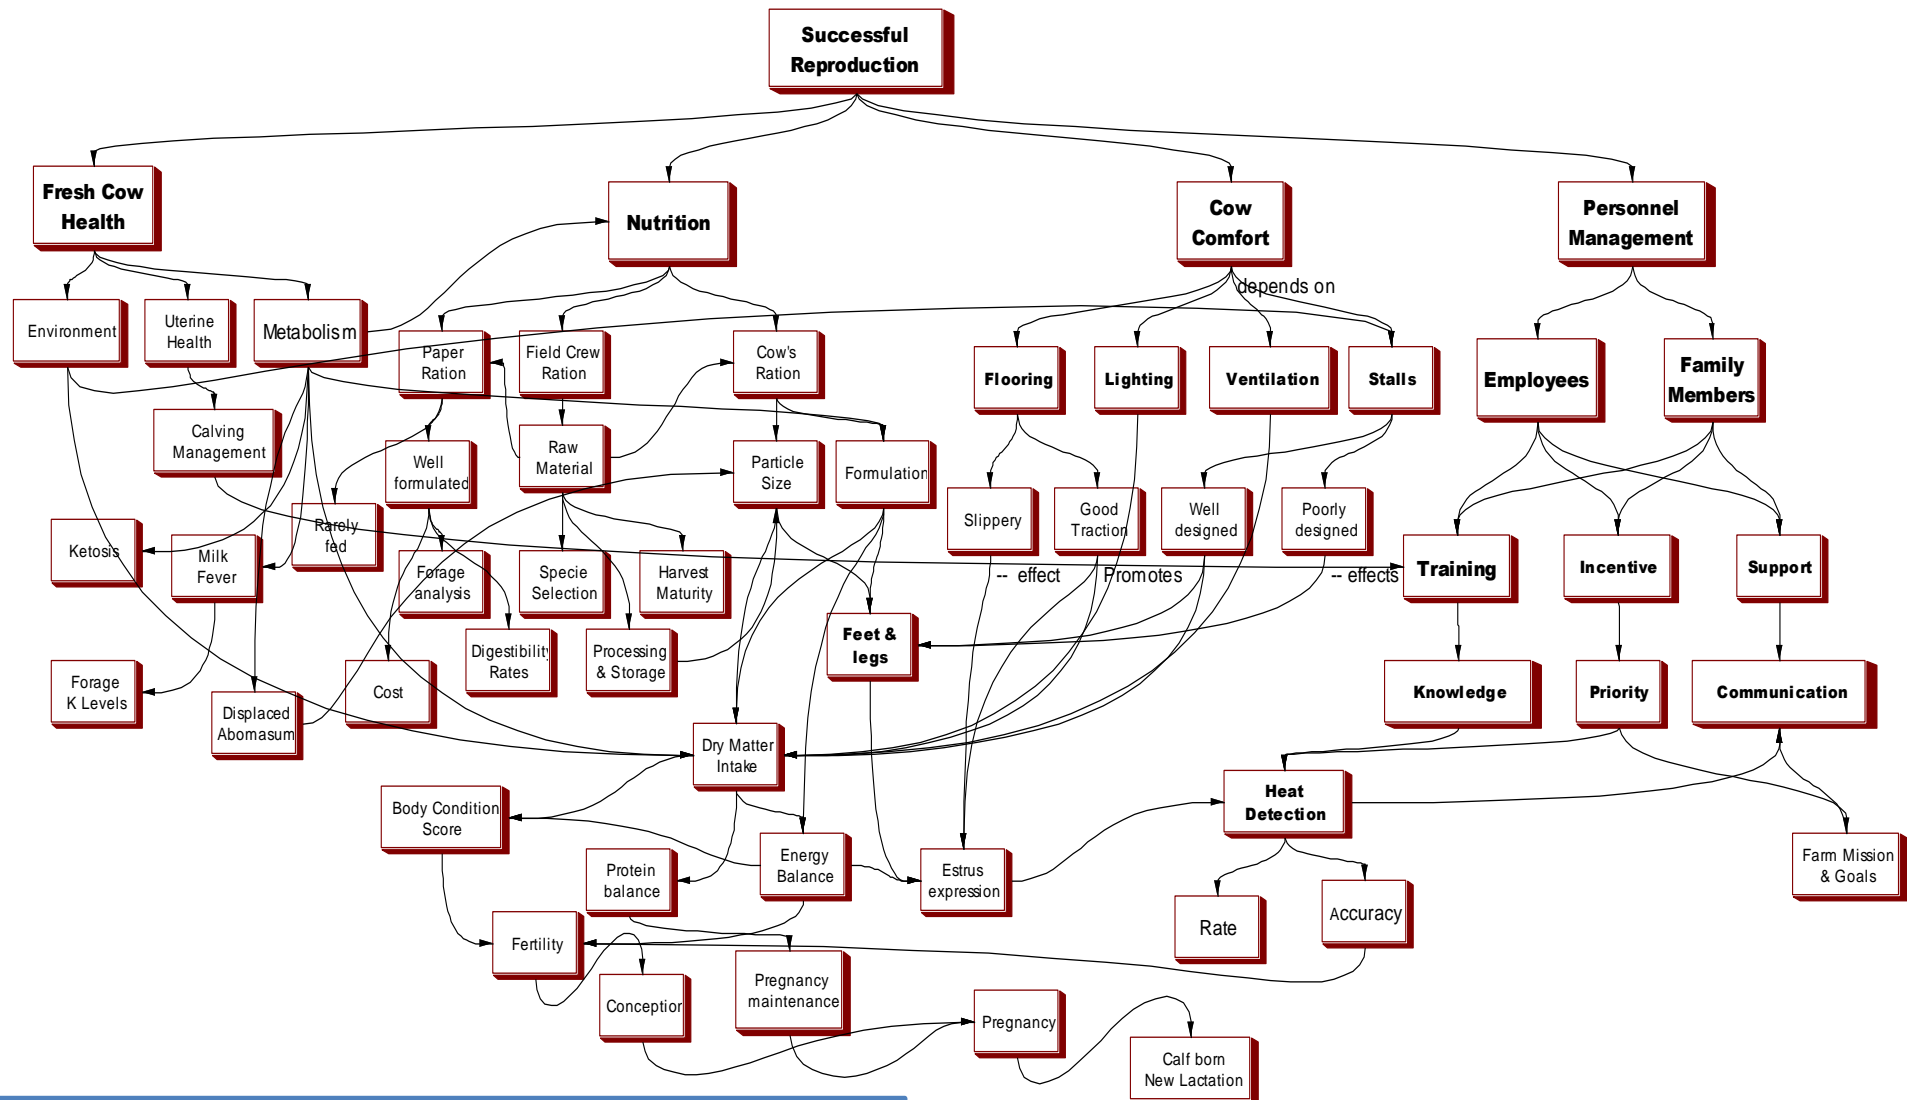 Successful
Reproduction
Fresh Cow
Health
Nutrition
Cow
Comfort
Personnel
Management
depends on
Environment
Uterine
Health
Metabolism
Paper
Ration
Field Crew
Ration
Cow's
Ration
Flooring
Lighting
Ventilation
Stalls
Employees
Family
Members
Calving
Management
Well
formulated
Raw
Material
Particle
Size
Formulation
Slippery
Good
Traction
Well
designed
Poorly
designed
Ketosis
Milk
Fever
Rarely
fed
Forage
analysis
Specie
Selection
Harvest
Maturity
-- effect
Promotes
-- effects
Training
Incentive
Support
Digestibility
Rates
Processing
& Storage
Feet &
legs
Forage
K Levels
Displaced
Abomasum
Cost
Knowledge
Priority
Communication
Dry Matter
Intake
Body Condition
Score
Heat
Detection
Protein
balance
Energy
Balance
Estrus
expression
Farm Mission
& Goals
Rate
Accuracy
Fertility
Conception
Pregnancy
maintenance
Pregnancy
Calf born
New Lactation